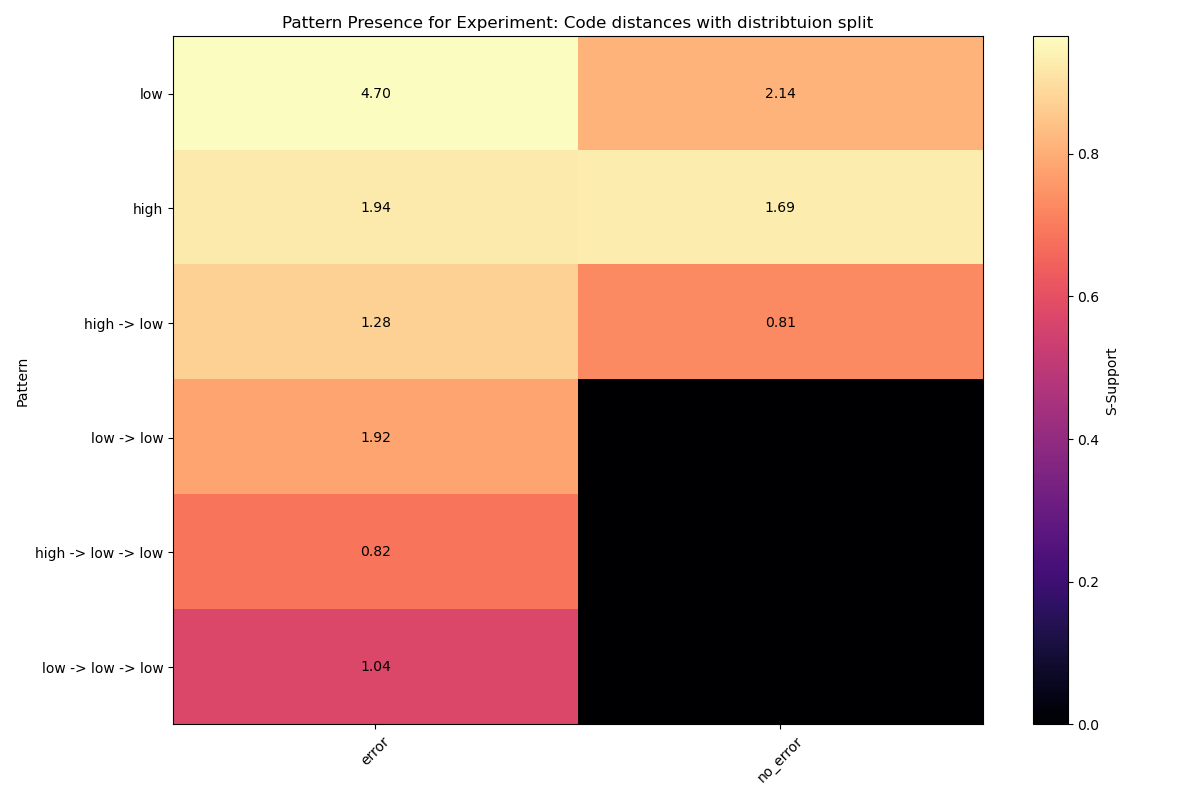 Pattern Presence for Experiment: Code distances with distribtuion split
low
4.70
2.14
high
1.94
1.69
high -> low
1.28
0.81
low -> low
1.92
high -> low -> low
0.82
low -> low -> low
1.04
error
no_error
Pattern
0.8
0.6
0.4
0.2
0.0
S-Support